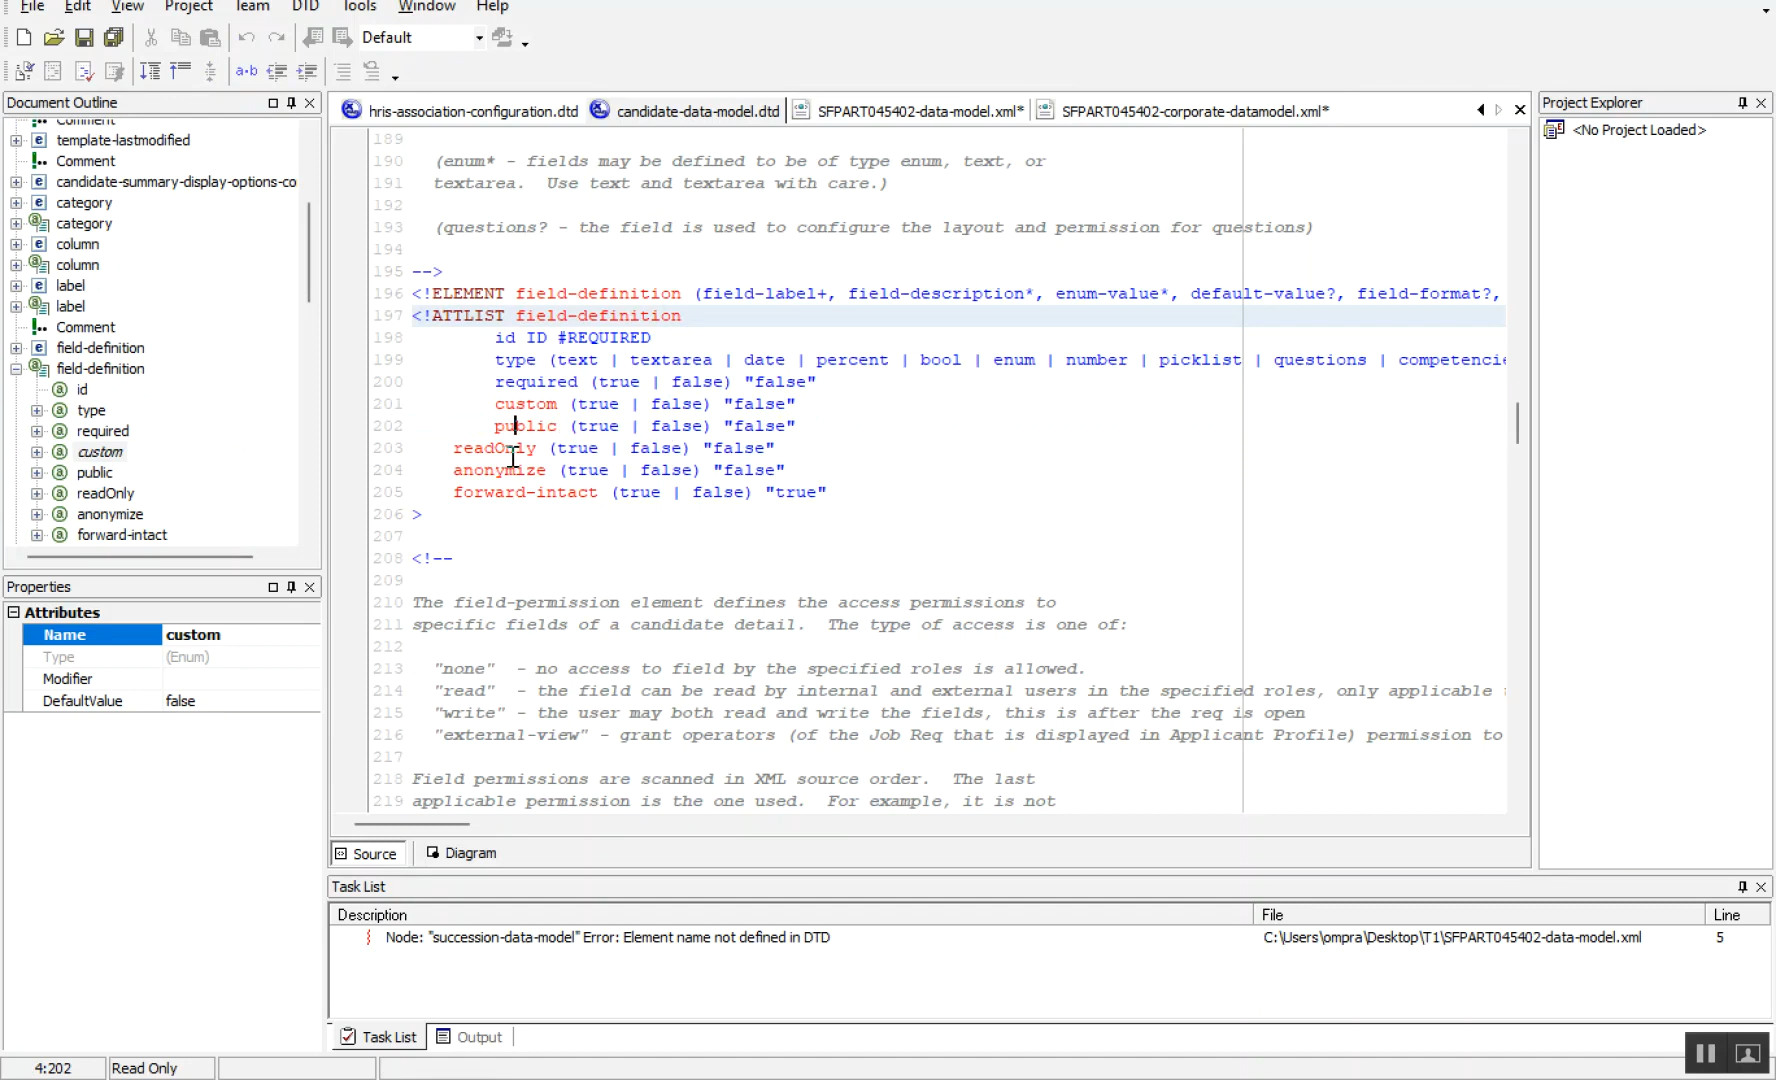 File Edit View Project Team DTD Tools Window Help
Default
a-b
Document Outline
Comment
template-lastmodified
Comment
candidate-summary-display-options-co
category
category
column
column
label
label
Comment
field-definition
field-definition
id
type
required
custom
public
readOnly
anonymize
forward-intact
Properties
Attributes
Name custom
Type (Enum)
Modifier
DefaultValue false
hris-association-configuration.dtd candidate-data-model.dtd SFPART045402-data-model.xml* SFPART045402-corporate-datamodel.xml*
189
190 (enum* - fields may be defined to be of type enum, text, or
191 textarea. Use text and textarea with care.)
192
193 (questions? - the field is used to configure the layout and permission for questions)
194
195 -->
196 <!ELEMENT field-definition (field-label+, field-description*, enum-value*, default-value?, field-format?,
197 <!ATTLIST field-definition
198 id ID #REQUIRED
199 type (text | textarea | date | percent | bool | enum | number | picklist | questions | competencie
200 required (true | false) "false"
201 custom (true | false) "false"
202 public (true | false) "false"
203 readOnly (true | false) "false"
204 anonymize (true | false) "false"
205 forward-intact (true | false) "true"
206 >
207
208 <!--
209
210 The field-permission element defines the access permissions to
211 specific fields of a candidate detail. The type of access is one of:
212
213 "none" - no access to field by the specified roles is allowed.
214 "read" - the field can be read by internal and external users in the specified roles, only applicable
215 "write" - the user may both read and write the fields, this is after the req is open
216 "external-view" - grant operators (of the Job Req that is displayed in Applicant Profile) permission to
217
218 Field permissions are scanned in XML source order. The last
219 applicable permission is the one used. For example, it is not
Source Diagram
Project Explorer
<No Project Loaded>
Task List
Description File Line
Node: "succession-data-model" Error: Element name not defined in DTD C:\Users\ompra\Desktop\T1\SFPART045402-data-model.xml 5
Task List Output
4:202 Read Only